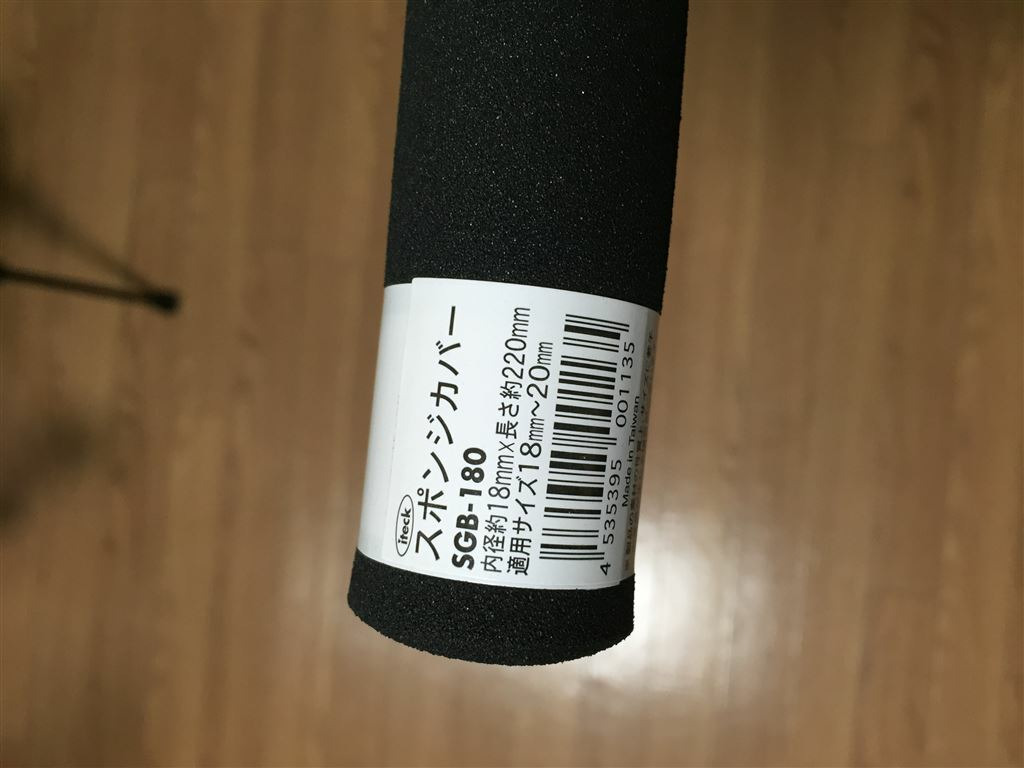 iteck
スポンジカバー
SGB-180
内径約18mm×長さ約220mm
適用サイズ18mm～20mm
4 535395 001135
Made in Taiwan